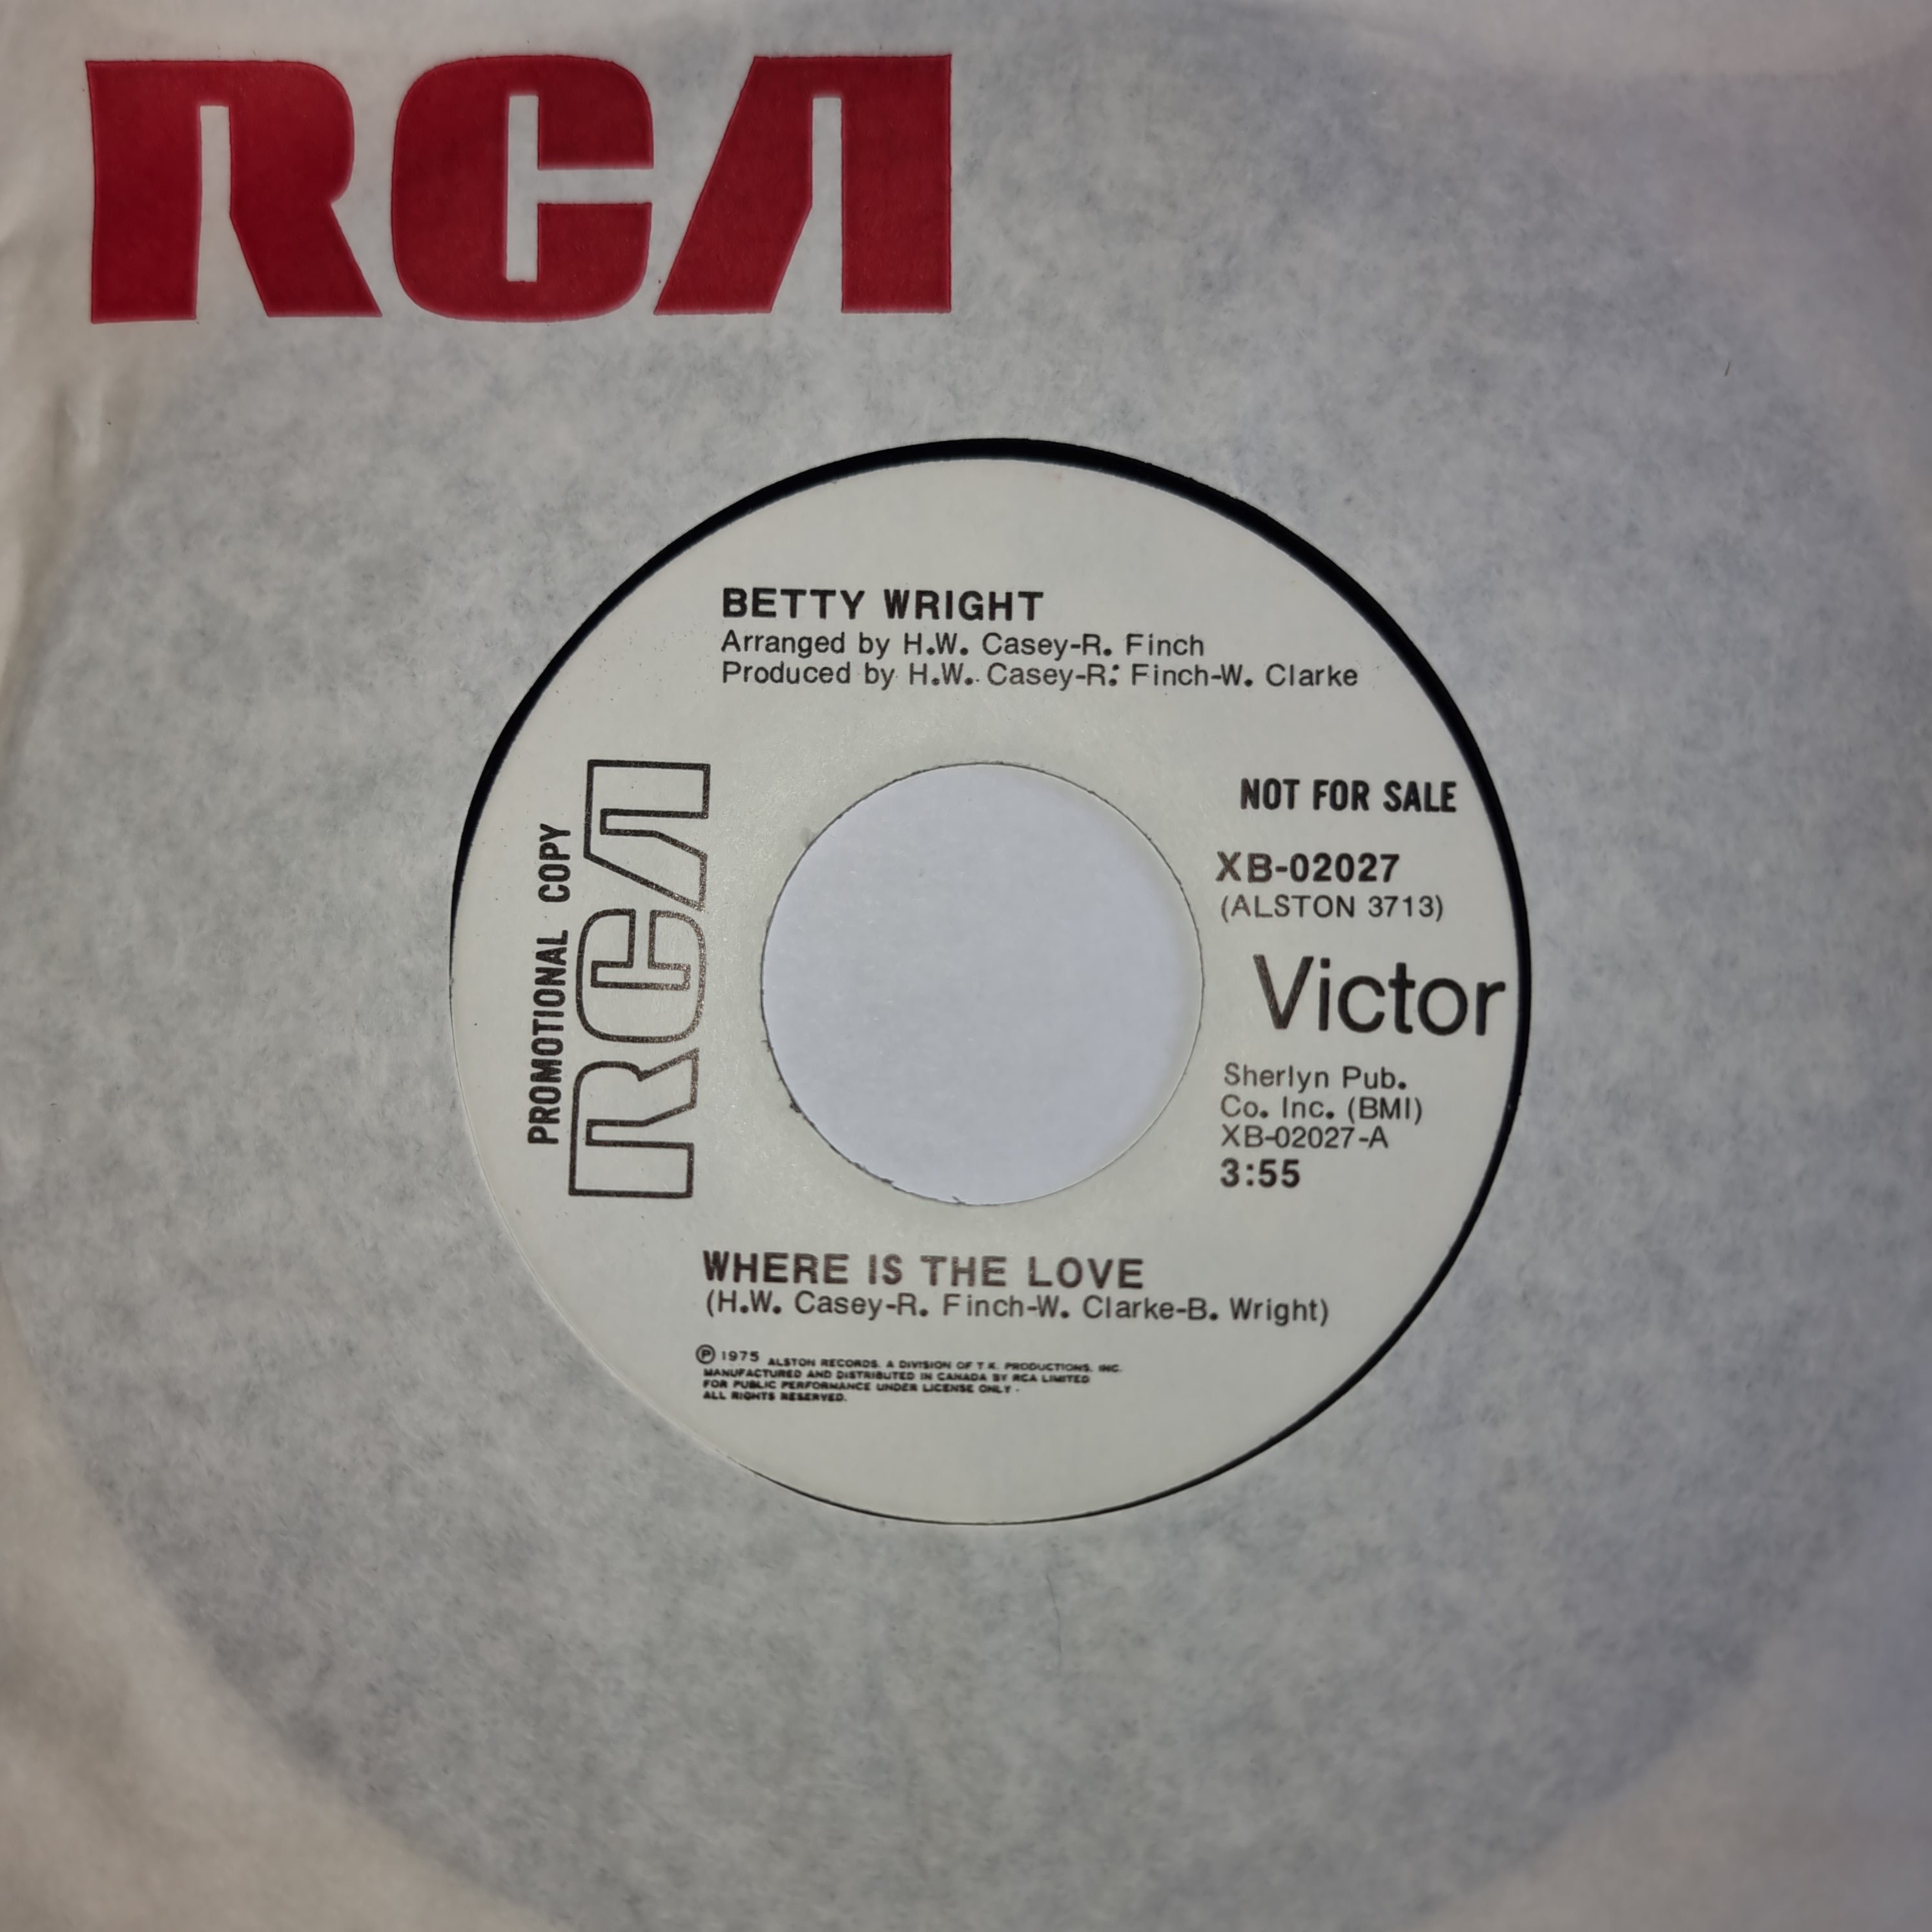 RCA
BETTY WRIGHT
Arranged by H.W. Casey-R. Finch
Produced by H.W. Casey-R. Finch-W. Clarke
PROMOTIONAL COPY
RCA
NOT FOR SALE
XB-02027
(ALSTON 3713)
Victor
Sherlyn Pub.
Co. Inc. (BMI)
XB-02027-A
3:55
WHERE IS THE LOVE
(H.W. Casey-R. Finch-W. Clarke-B. Wright)
℗ 1975 ALSTON RECORDS. A DIVISION OF T.K. PRODUCTIONS, INC.
MANUFACTURED AND DISTRIBUTED IN CANADA BY RCA LIMITED
FOR PUBLIC PERFORMANCE UNDER LICENSE ONLY -
ALL RIGHTS RESERVED.